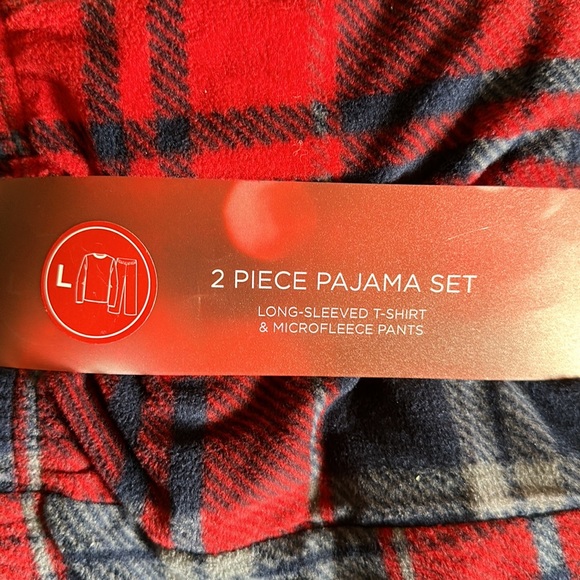 L
2 PIECE PAJAMA SET
LONG-SLEEVED T-SHIRT
& MICROFLEECE PANTS